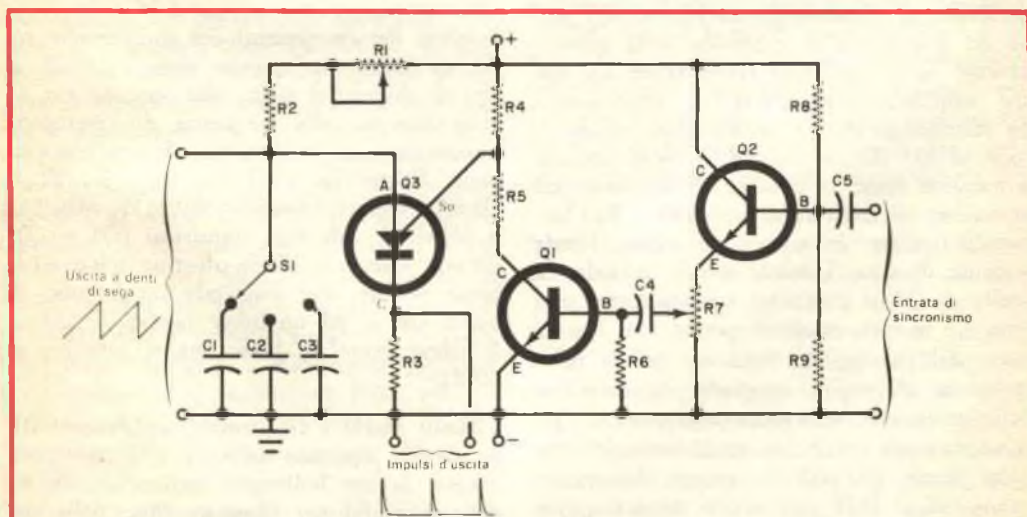 +
R1
R2
R4
R8
Q2
C
C5
A
Q3
So
R5
B
E
C
C4
Q1
B
R7
Uscita a denti
di sega
S1
C
Entrata di
sincronismo
C1
C2
C3
R3
E
R6
R9
-
Impulsi d'uscita